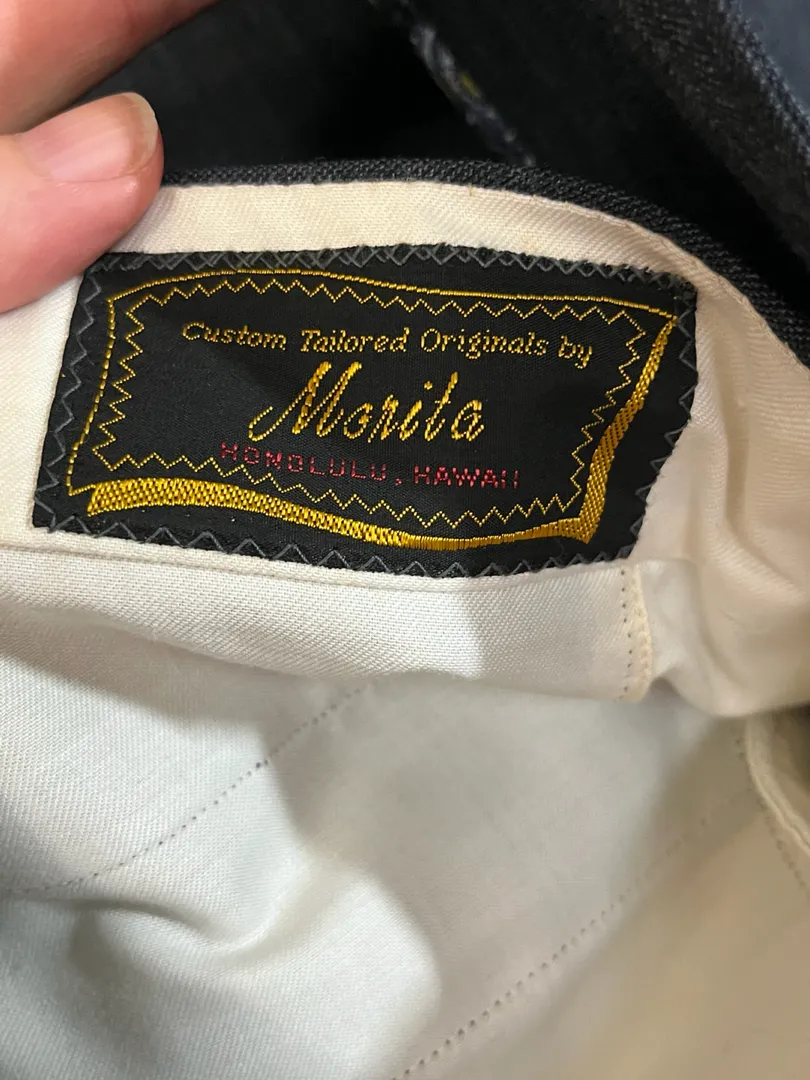 Custom Tailored Originals by
Morita
HONOLULU, HAWAII